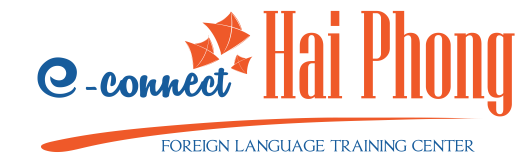 e-connect Hai Phong
FOREIGN LANGUAGE TRAINING CENTER